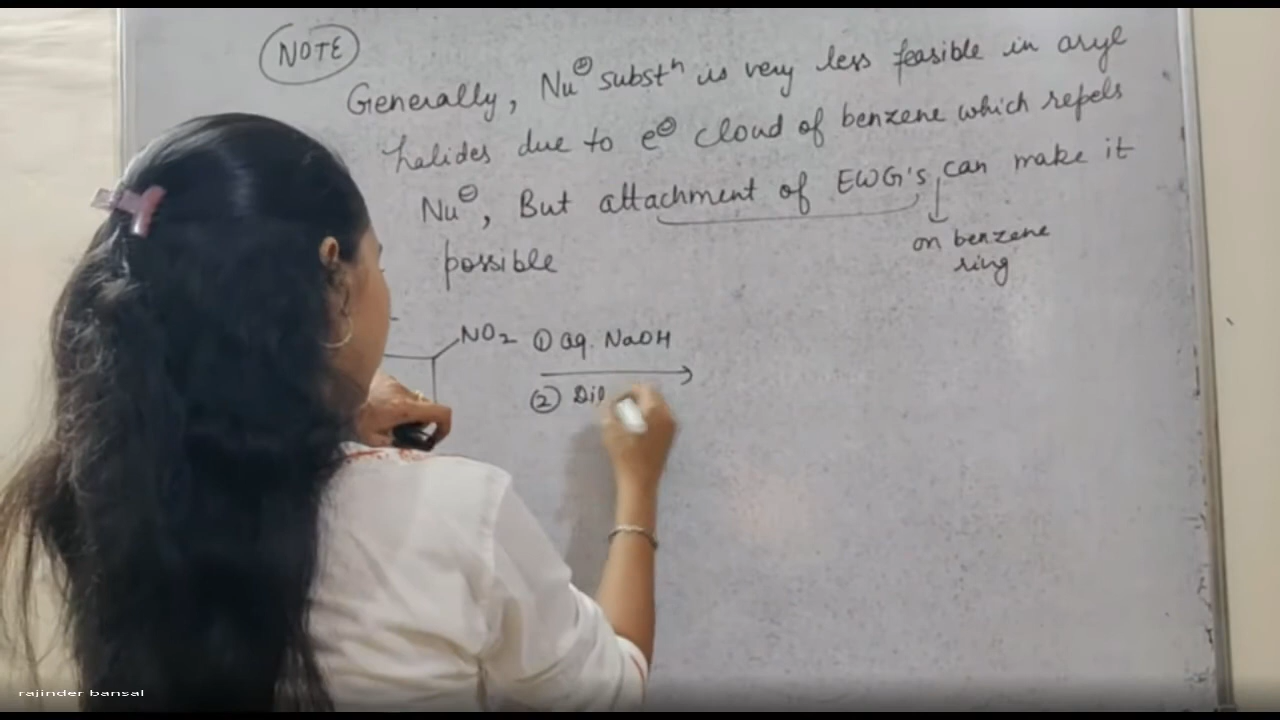 NOTE
Generally, Nu⊖ substⁿ is very less feasible in aryl
halides due to e⊖ cloud of benzene which repels
Nu⊖, But attachment of EWG's can make it
on benzene
ring
possible
NO₂ ① aq. NaOH
② Dil
rajinder bansal